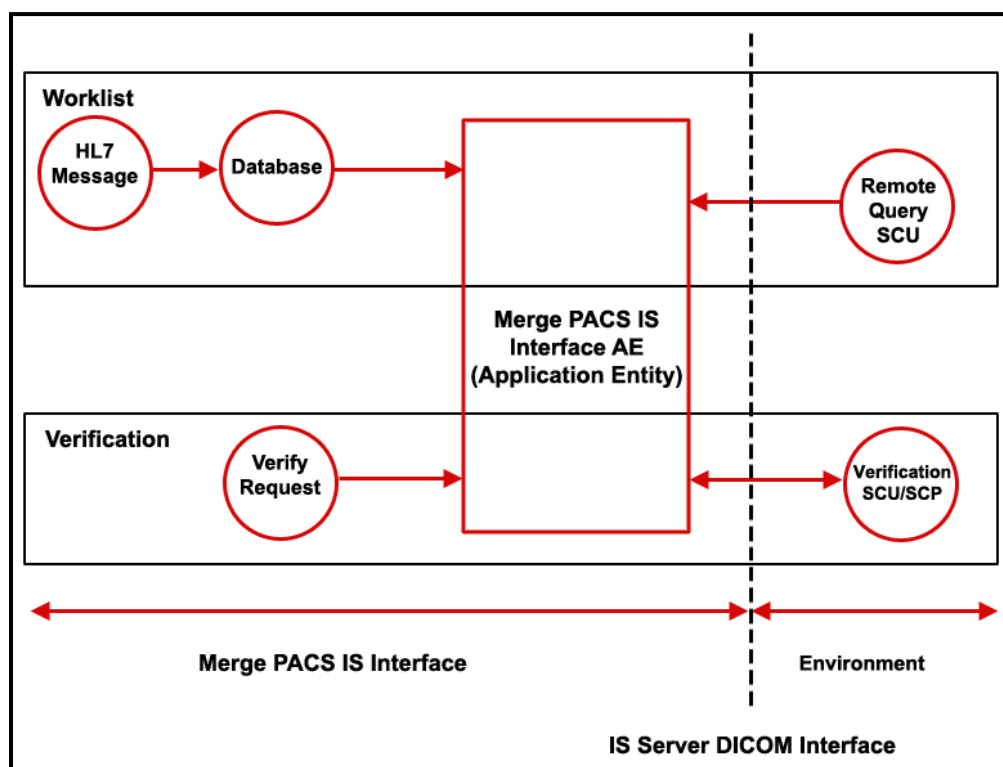 Worklist
HL7
Message
Database
Remote
Query
SCU
Merge PACS IS
Interface AE
(Application Entity)
Verification
Verify
Request
Verification
SCU/SCP
Merge PACS IS Interface
Environment
IS Server DICOM Interface